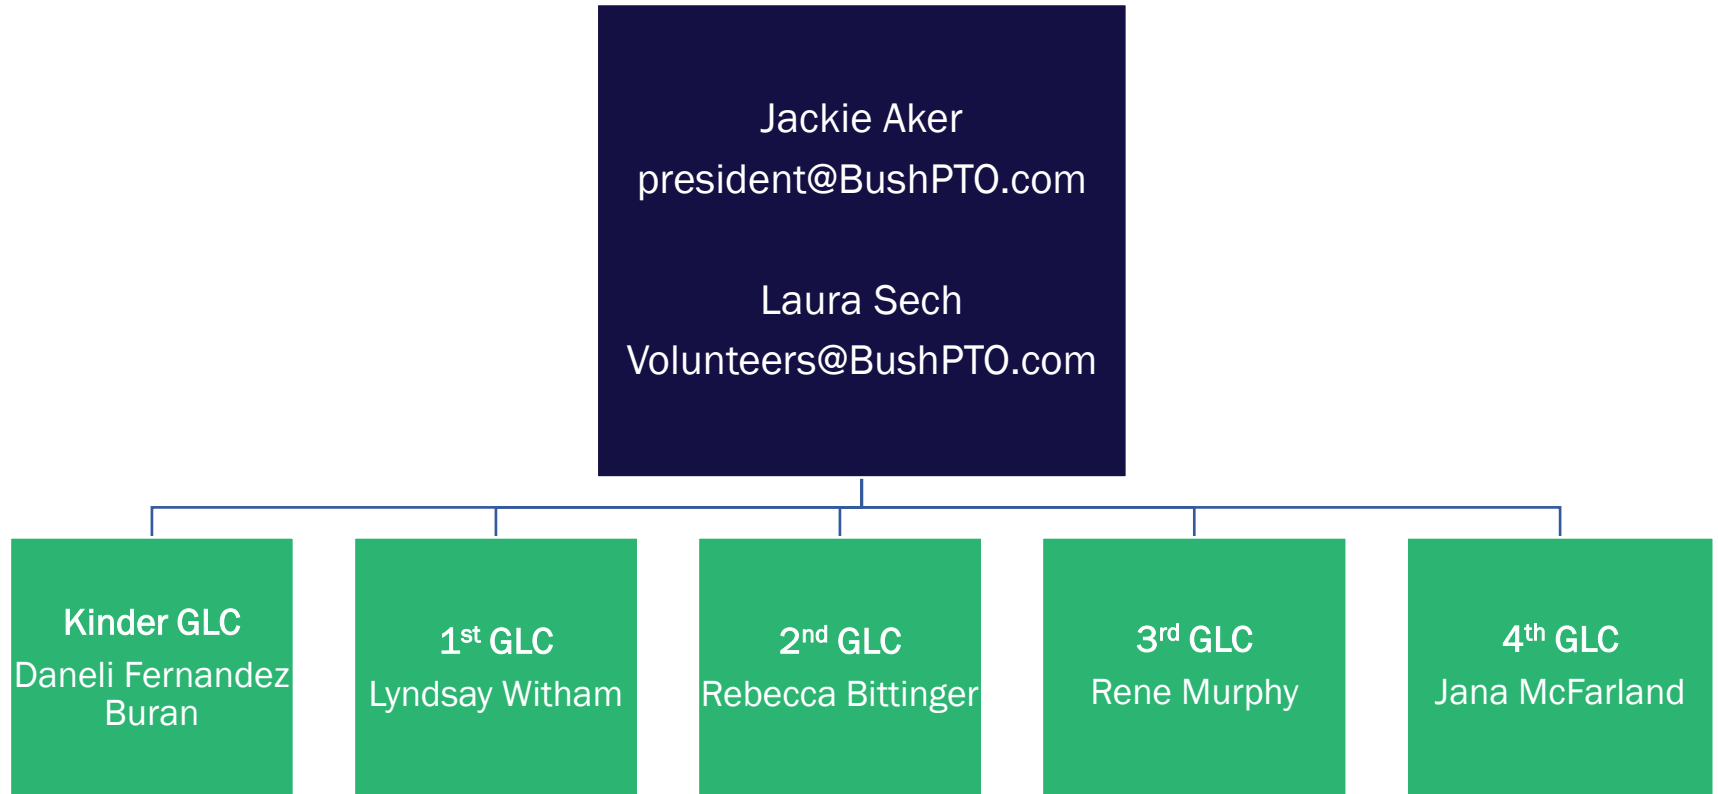 Jackie Aker
president@BushPTO.com
Laura Sech
Volunteers@BushPTO.com
Kinder GLC
Daneli Fernandez
Buran
1st GLC
Lyndsay Witham
2nd GLC
Rebecca Bittinger
3rd GLC
Rene Murphy
4th GLC
Jana McFarland